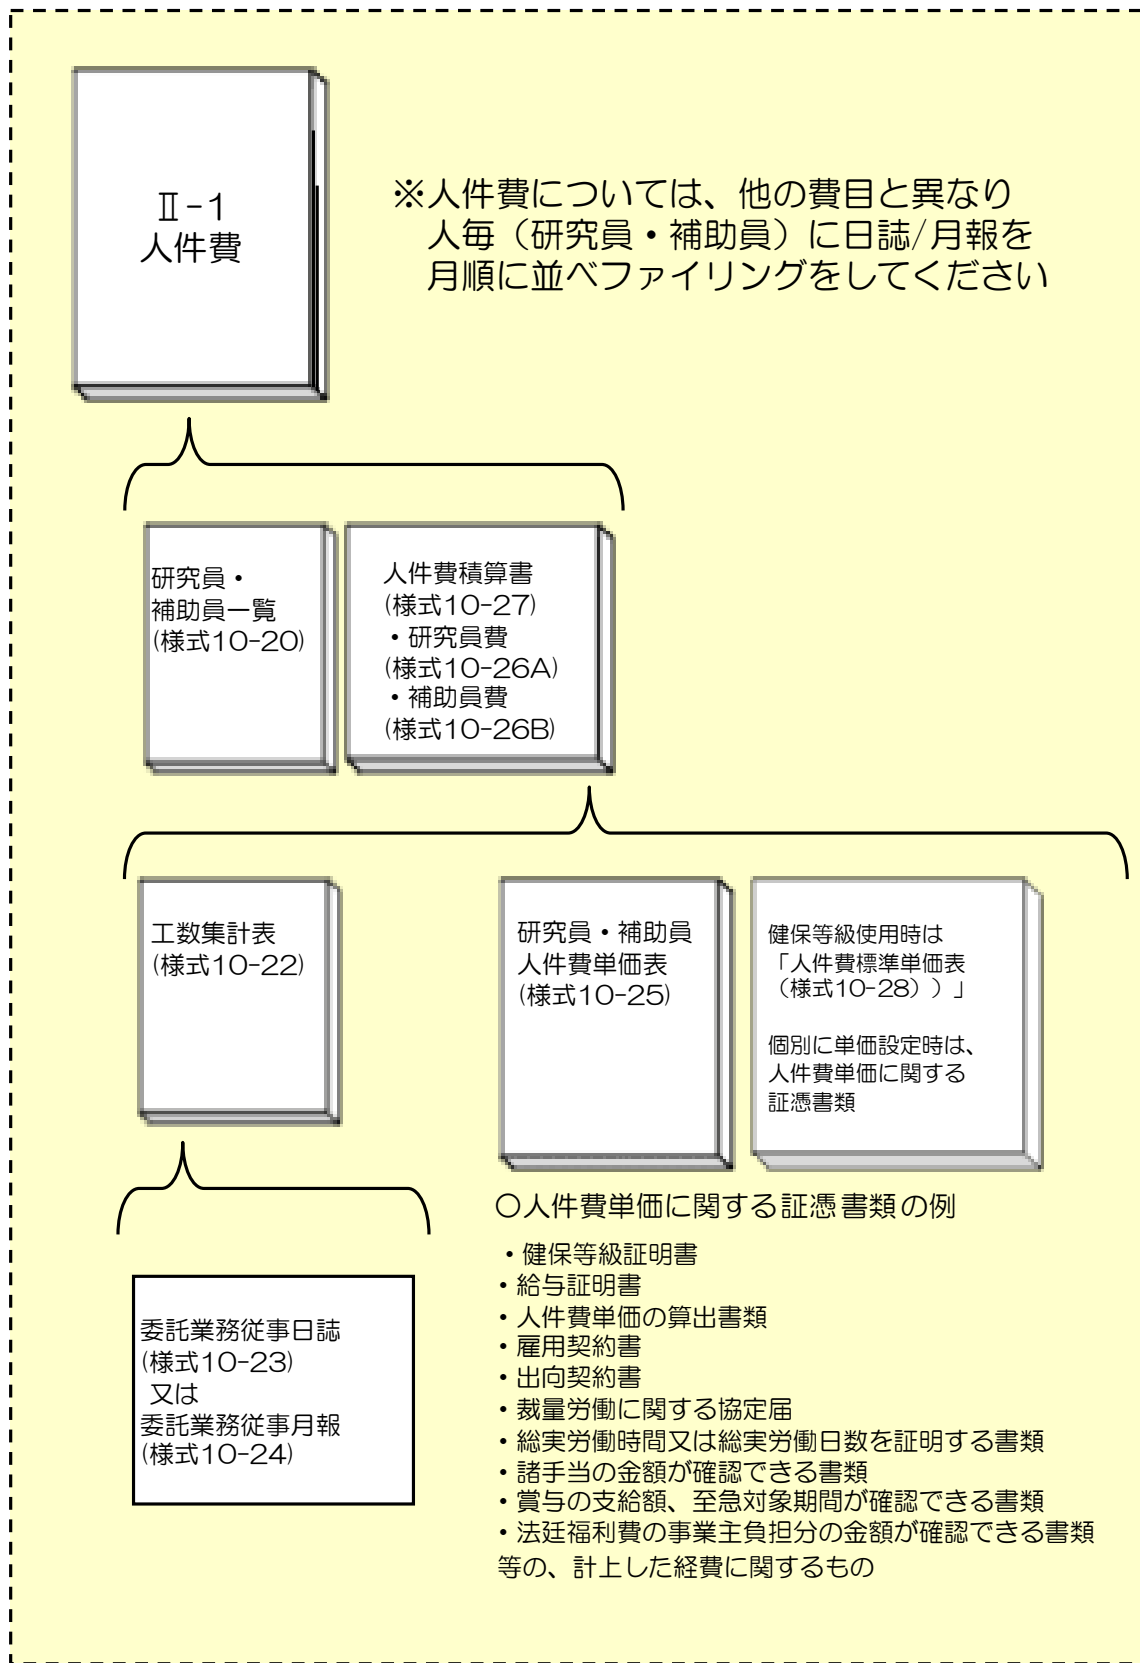 Ⅱ-1
人件費
※人件費については、他の費目と異なり
人毎（研究員・補助員）に日誌/月報を
月順に並べファイリングをしてください
研究員・
補助員一覧
(様式10-20)
人件費積算書
(様式10-27)
・研究員費
(様式10-26A)
・補助員費
(様式10-26B)
工数集計表
(様式10-22)
研究員・補助員
人件費単価表
(様式10-25)
健保等級使用時は
「人件費標準単価表
（様式10-28））」
個別に単価設定時は、
人件費単価に関する
証憑書類
委託業務従事日誌
(様式10-23)
又は
委託業務従事月報
(様式10-24)
〇人件費単価に関する証憑書類の例
・健保等級証明書
・給与証明書
・人件費単価の算出書類
・雇用契約書
・出向契約書
・裁量労働に関する協定届
・総実労働時間又は総実労働日数を証明する書類
・諸手当の金額が確認できる書類
・賞与の支給額、至急対象期間が確認できる書類
・法廷福利費の事業主負担分の金額が確認できる書類
等の、計上した経費に関するもの